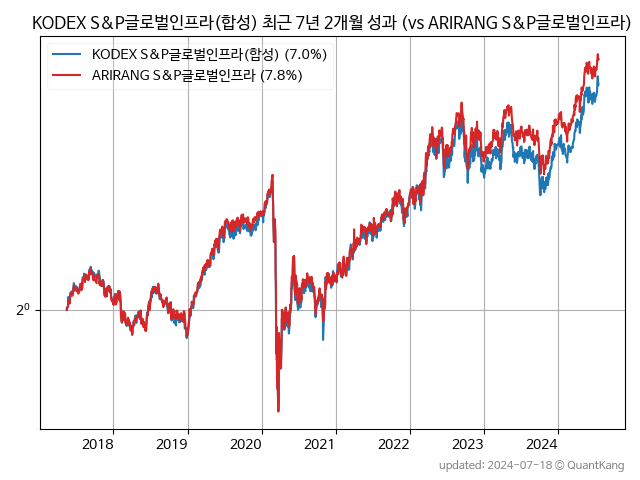 KODEX S&P글로벌인프라(합성) 최근 7년 2개월 성과 (vs ARIRANG S&P글로벌인프라)
KODEX S&P글로벌인프라(합성) (7.0%)
ARIRANG S&P글로벌인프라 (7.8%)
2⁰
2018 2019 2020 2021 2022 2023 2024
updated: 2024-07-18 © QuantKang